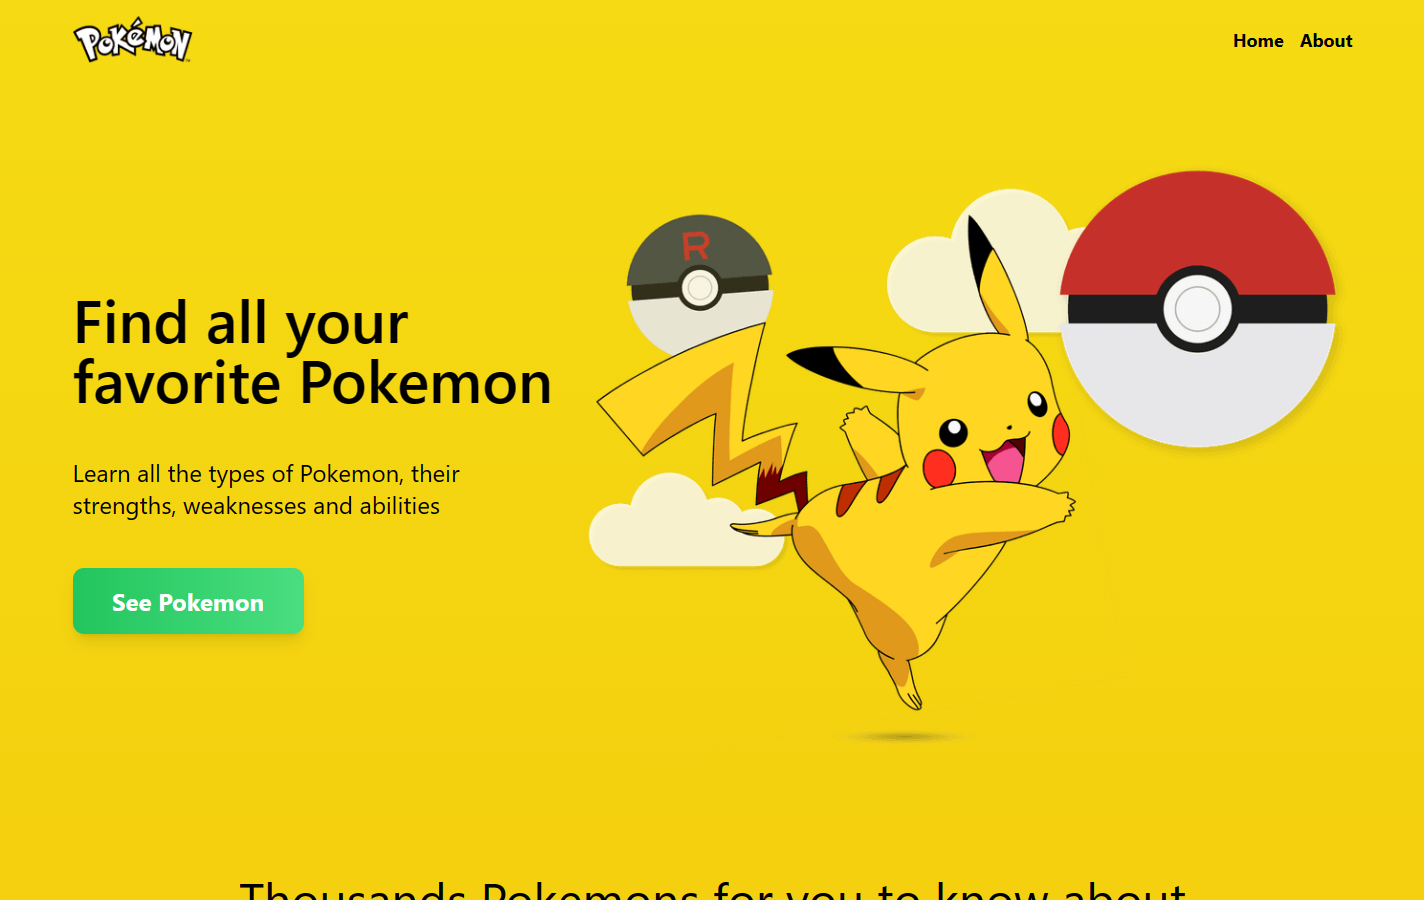 POKéMON
Home About
R
Find all your
favorite Pokemon
Learn all the types of Pokemon, their
strengths, weaknesses and abilities
See Pokemon
Thousands Pokemons for you to know about